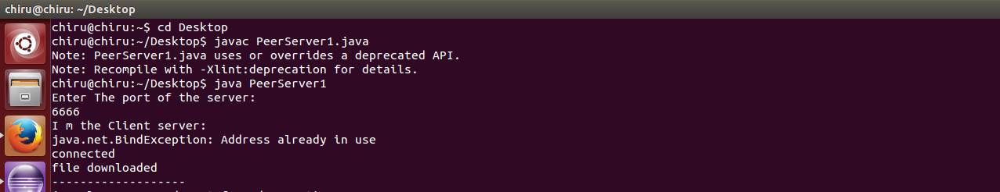 chiru@chiru: ~/Desktop
chiru@chiru:~$ cd Desktop
chiru@chiru:~/Desktop$ javac PeerServer1.java
Note: PeerServer1.java uses or overrides a deprecated API.
Note: Recompile with -Xlint:deprecation for details.
chiru@chiru:~/Desktop$ java PeerServer1
Enter The port of the server:
6666
I m the Client server:
java.net.BindException: Address already in use
connected
file downloaded
-------------------